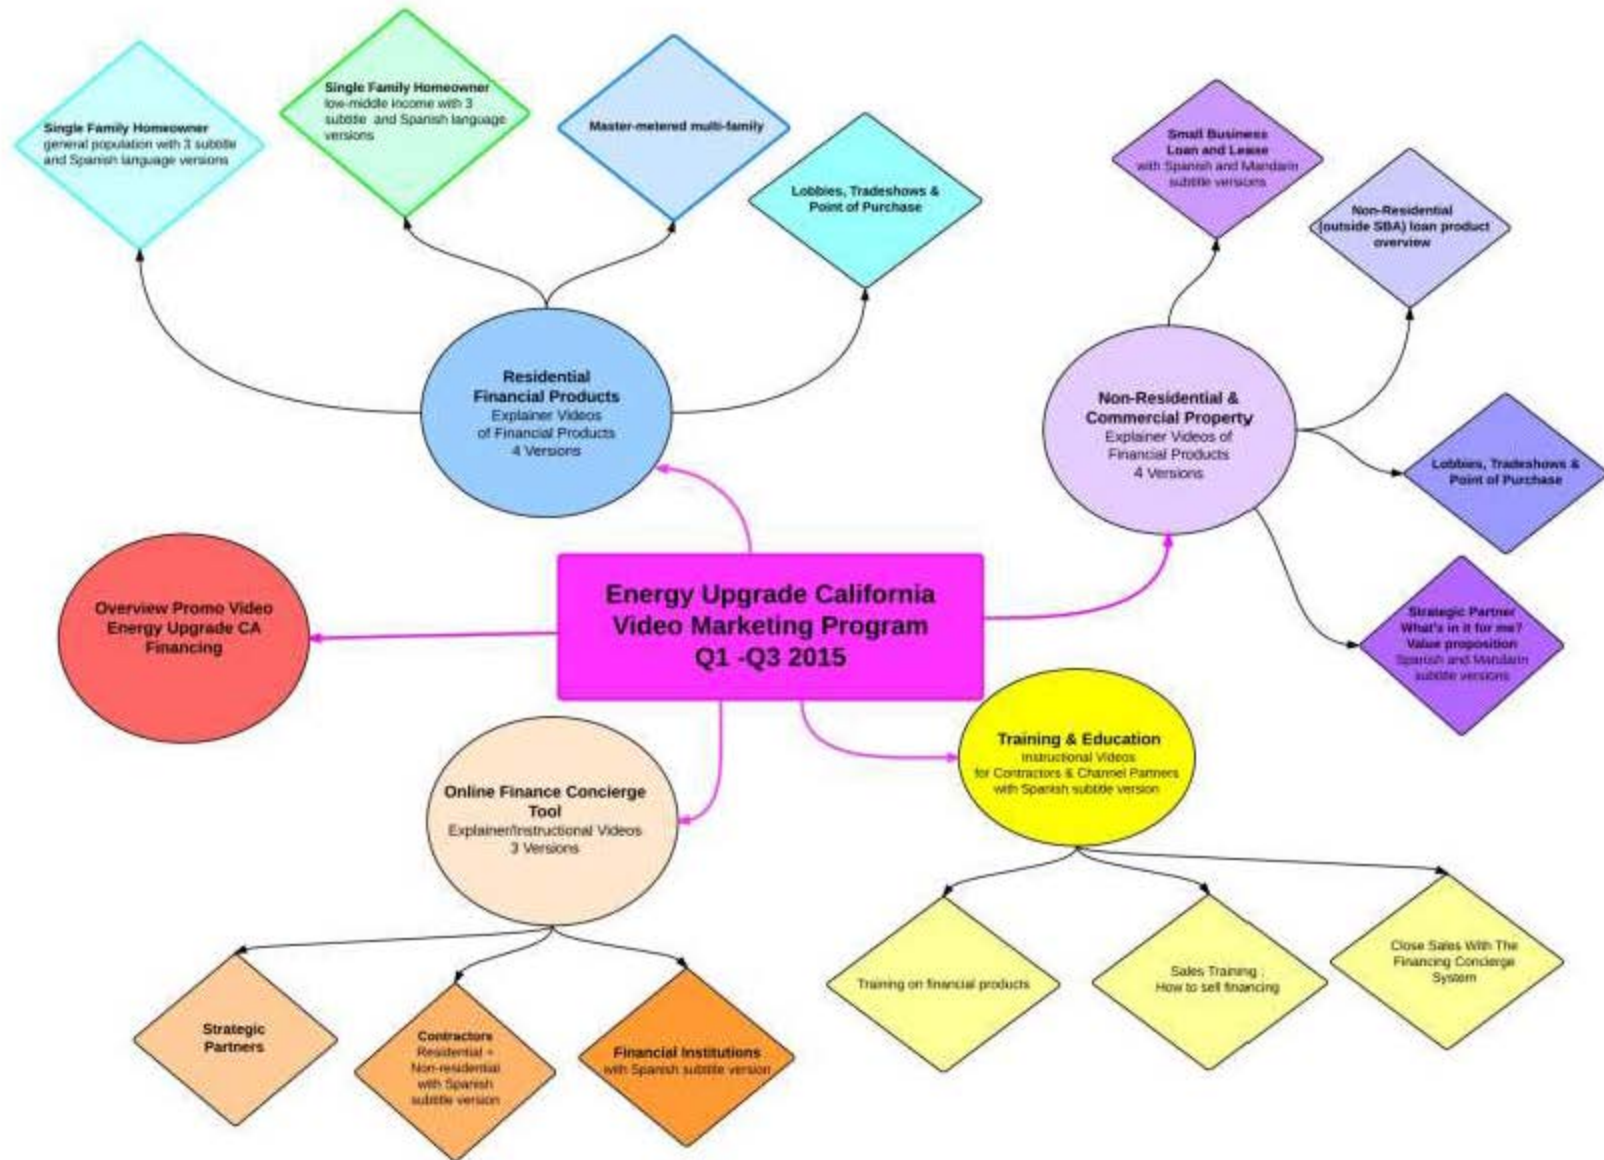 Single Family Homeowner
general population with 3 subtitle
and Spanish language versions
Single Family Homeowner
low-middle income with 3
subtitle and Spanish language
versions
Master-metered multi-family
Lobbies, Tradeshows &
Point of Purchase
Small Business
Loan and Lease
with Spanish and Mandarin
subtitle versions
Non-Residential
(outside SBA) loan product
overview
Residential
Financial Products
Explainer Videos
of Financial Products
4 Versions
Non-Residential &
Commercial Property
Explainer Videos of
Financial Products
4 Versions
Lobbies, Tradeshows &
Point of Purchase
Overview Promo Video
Energy Upgrade CA
Financing
Energy Upgrade California
Video Marketing Program
Q1 -Q3 2015
Strategic Partner
What's in it for me?
Value proposition
Spanish and Mandarin
subtitle versions
Online Finance Concierge
Tool
Explainer/Instructional Videos
3 Versions
Training & Education
Instructional Videos
for Contractors & Channel Partners
with Spanish subtitle version
Strategic
Partners
Contractors
Residential +
Non-residential
with Spanish
subtitle version
Financial Institutions
with Spanish subtitle version
Training on financial products
Sales Training :
How to sell financing
Close Sales With The
Financing Concierge
System